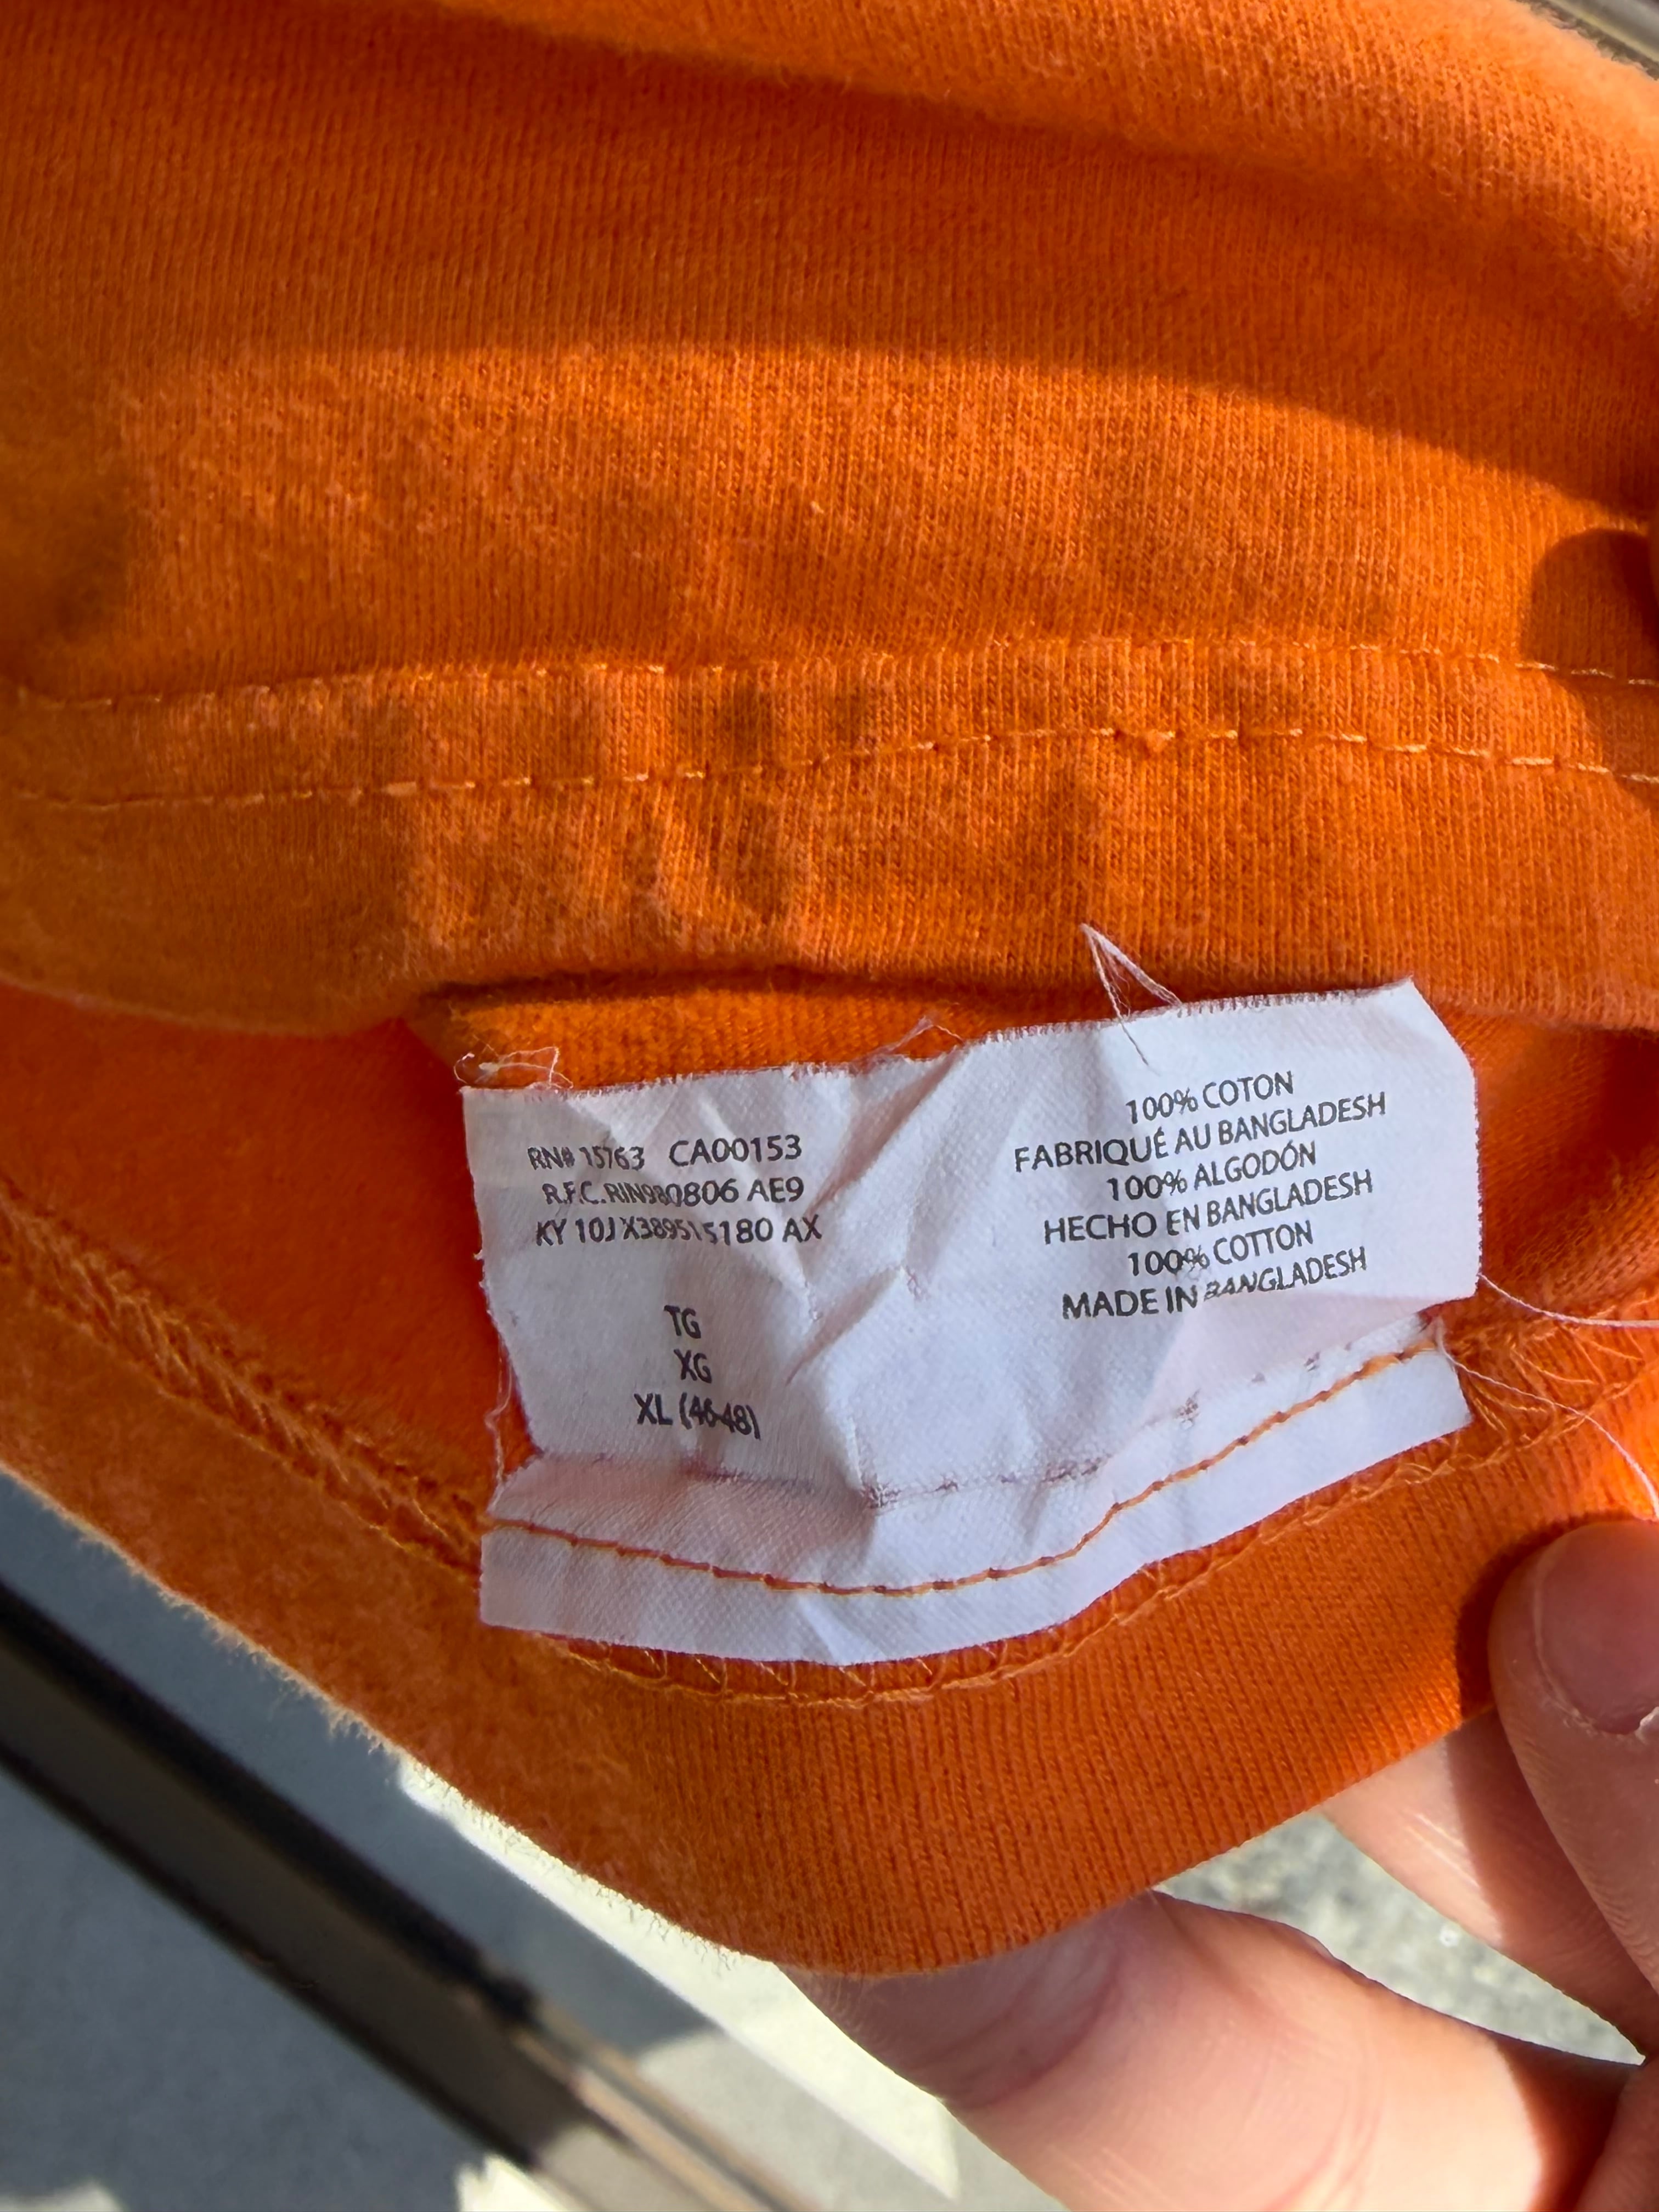 RN# 15763 CA00153
R.F.C. RIN980806 AE9
KY 10J X389515180 AX
TG
XG
XL (46-48)
100% COTON
FABRIQUÉ AU BANGLADESH
100% ALGODÓN
HECHO EN BANGLADESH
100% COTTON
MADE IN BANGLADESH